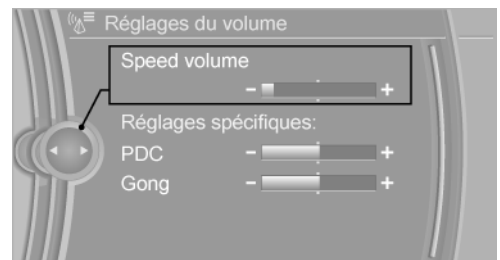 Réglages du volume
Speed volume
- +
Réglages spécifiques:
PDC - +
Gong - +